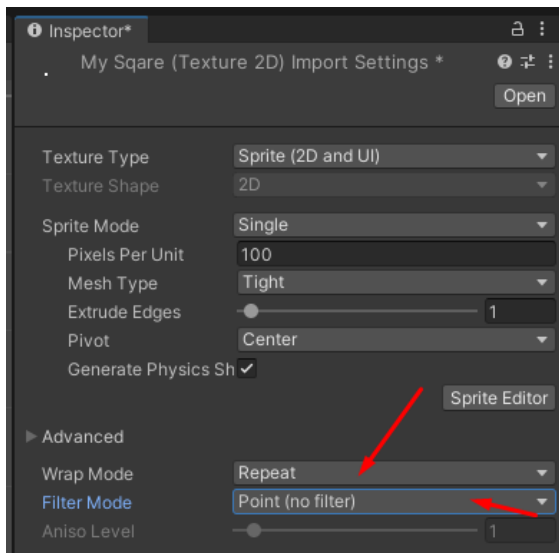 Inspector*
My Sqare (Texture 2D) Import Settings *
Open
Texture Type Sprite (2D and UI)
Texture Shape 2D
Sprite Mode Single
Pixels Per Unit 100
Mesh Type Tight
Extrude Edges 1
Pivot Center
Generate Physics Sh
Sprite Editor
Advanced
Wrap Mode Repeat
Filter Mode Point (no filter)
Aniso Level 1